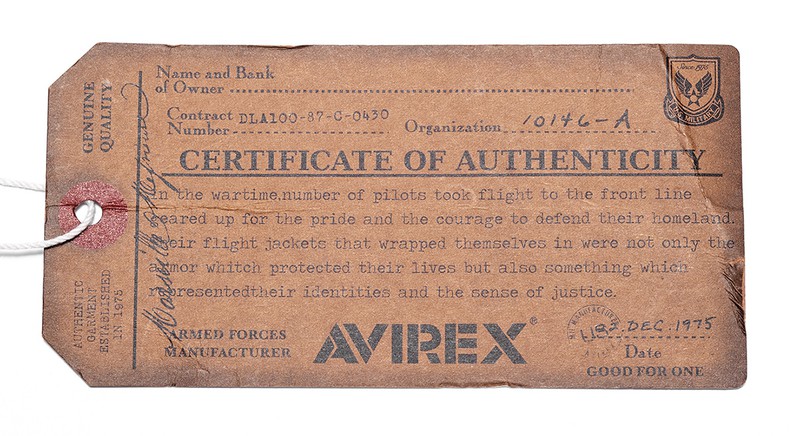 GENUINE
QUALITY
AUTHENTIC
GARMENT
ESTABLISHED
IN 1975
Name and Bank
of Owner
Since 1975
MILITARY
Contract
Number DLA100-87-C-0430
Organization 10146-A
CERTIFICATE OF AUTHENTICITY
In the wartime,number of pilots took flight to the front line
geared up for the pride and the courage to defend their homeland.
Their flight jackets that wrapped themselves in were not only the
armor whitch protected their lives but also something which
representedtheir identities and the sense of justice.
ARMED FORCES
MANUFACTURER
AVIREX®
DEC.1975
Date
GOOD FOR ONE